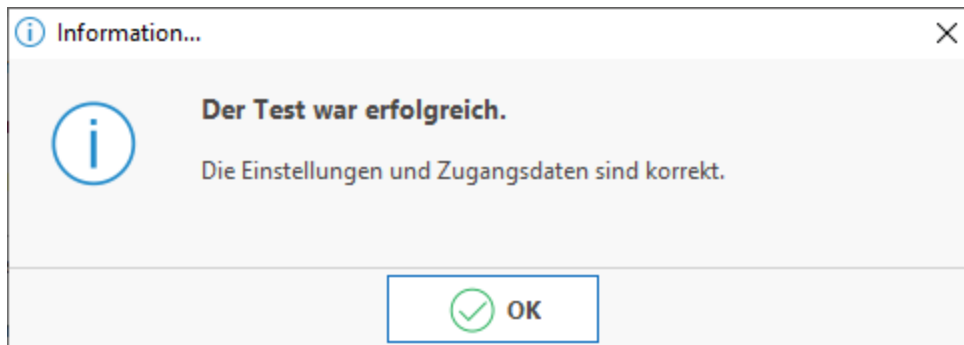 Information...
Der Test war erfolgreich.
Die Einstellungen und Zugangsdaten sind korrekt.
OK